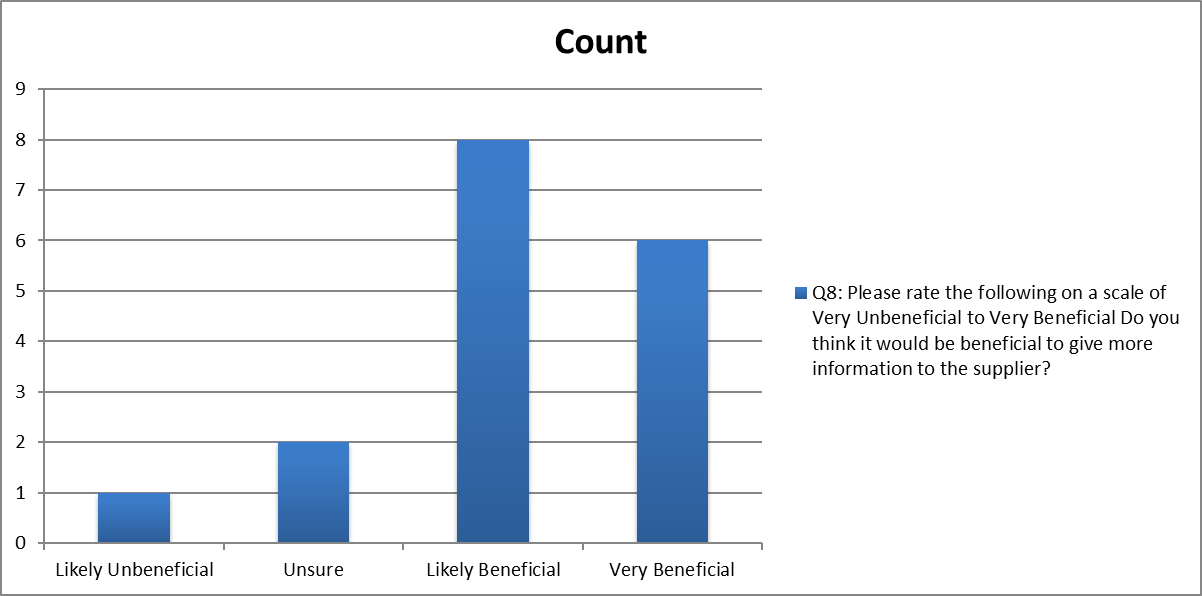 Count
9
8
7
6
5
4
3
2
1
0
Likely Unbeneficial
Unsure
Likely Beneficial
Very Beneficial
Q8: Please rate the following on a scale of
Very Unbeneficial to Very Beneficial Do you
think it would be beneficial to give more
information to the supplier?